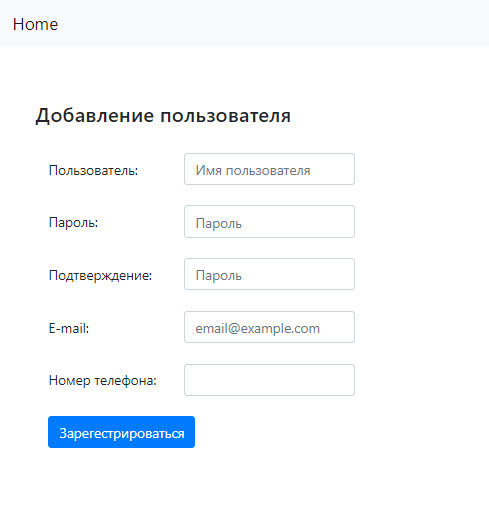 Home
Добавление пользователя
Пользователь: Имя пользователя
Пароль: Пароль
Подтверждение: Пароль
E-mail: email@example.com
Номер телефона:
Зарегестрироваться